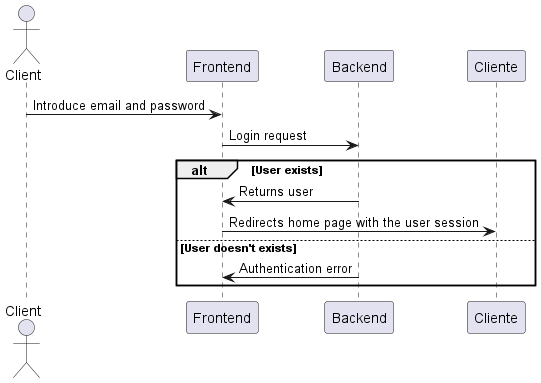 Client
Frontend
Backend
Cliente
Introduce email and password
Login request
alt
[User exists]
Returns user
Redirects home page with the user session
[User doesn't exists]
Authentication error
Client
Frontend
Backend
Cliente